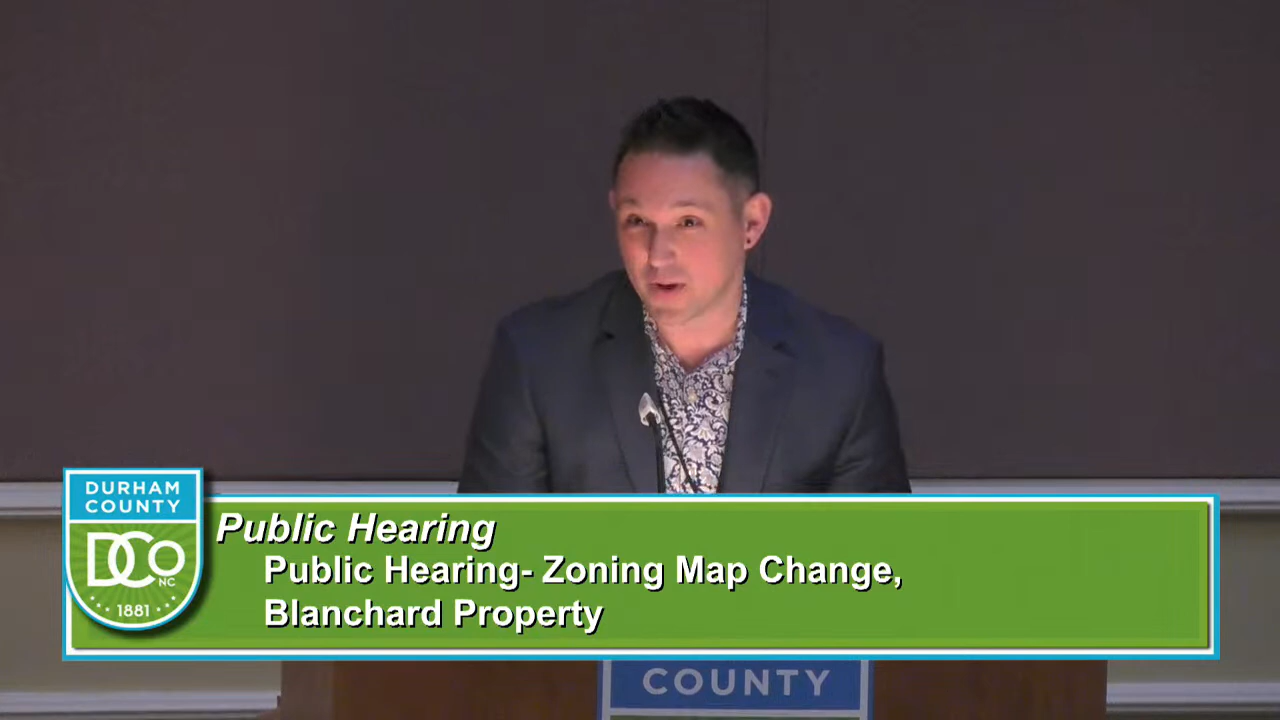 DURHAM
COUNTY
DCo
NC
1881
Public Hearing
Public Hearing- Zoning Map Change,
Blanchard Property
COUNTY